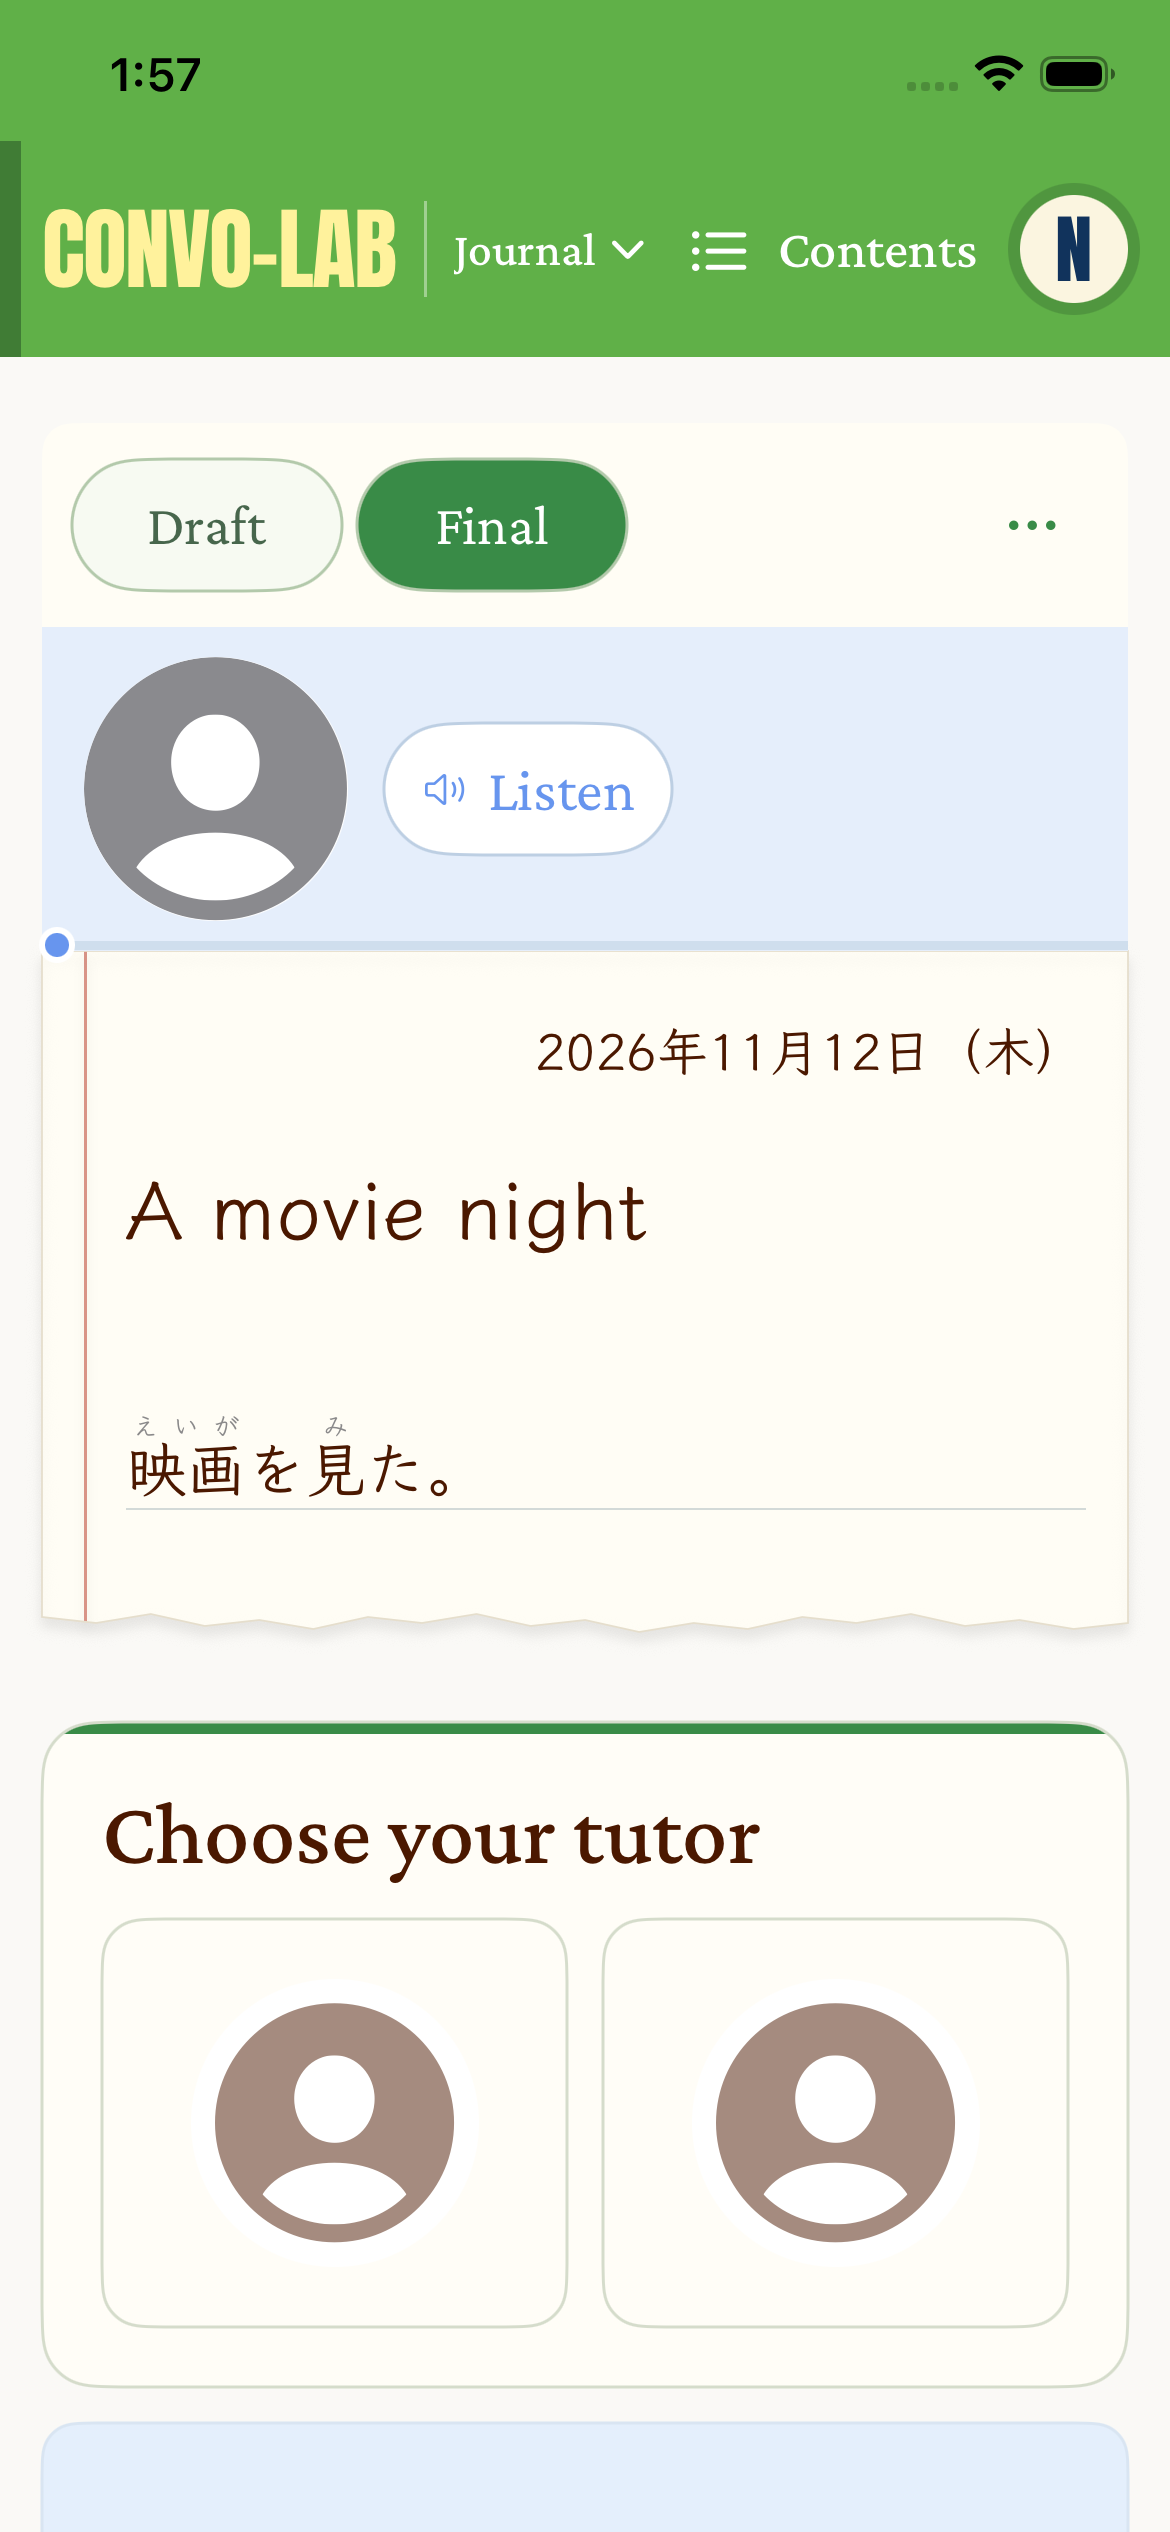 1:57
CONVO-LAB
Journal
Contents
N
Draft
Final
Listen
2026年11月12日（木）
A movie night
えいが み
映画を見た。
Choose your tutor